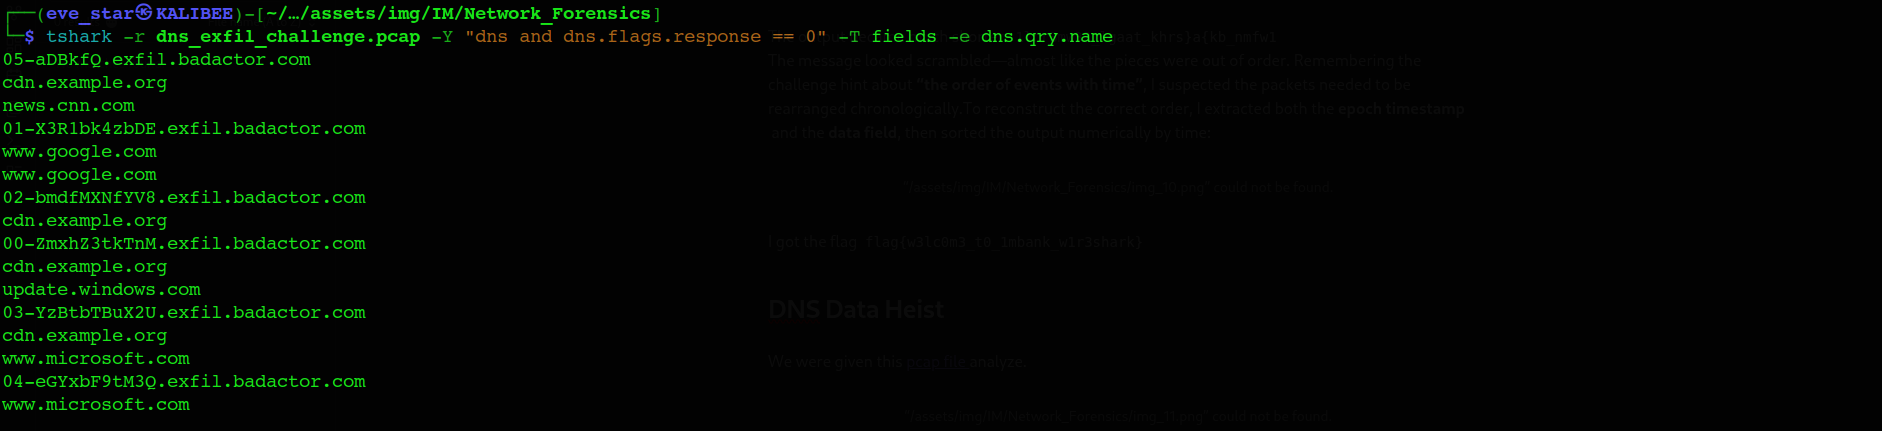 ┌──(eve_star㉿KALIBEE)-[~/…/assets/img/IM/Network_Forensics]
└─$ tshark -r dns_exfil_challenge.pcap -Y "dns and dns.flags.response == 0" -T fields -e dns.qry.name
05-aDBkfQ.exfil.badactor.com
cdn.example.org
news.cnn.com
01-X3R1bk4zbDE.exfil.badactor.com
www.google.com
www.google.com
02-bmdfMXNfYV8.exfil.badactor.com
cdn.example.org
00-ZmxhZ3tkTnM.exfil.badactor.com
cdn.example.org
update.windows.com
03-YzBtbTBuX2U.exfil.badactor.com
cdn.example.org
www.microsoft.com
04-eGYxbF9tM3Q.exfil.badactor.com
www.microsoft.com
The message looked scrambled—almost like the pieces were out of order. Remembering the
challenge hint about "the order of events with time", I suspected the packets needed to be
rearranged chronologically.To reconstruct the correct order, I extracted both the epoch timestamp
and the data field, then sorted the output numerically by time:
"/assets/img/IM/Network_Forensics/img_10.png" could not be found.
I got the flag flag{w3lc0m3_t0_1mbank_w1r3shark}
DNS Data Heist
We were given this pcap file analyze.
"/assets/img/IM/Network_Forensics/img_11.png" could not be found.